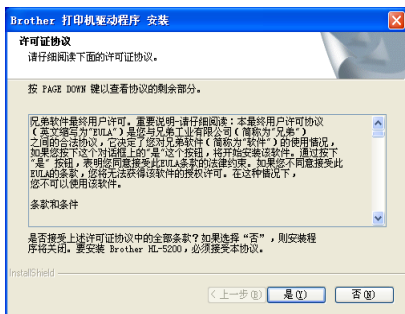 Brother 打印机驱动程序 安装
许可证协议
请仔细阅读下面的许可证协议。
按 PAGE DOWN 键以查看协议的剩余部分。
兄弟软件最终用户许可。重要说明-请仔细阅读：本最终用户许可协议
（英文缩写为"EULA"）是您与兄弟工业有限公司（简称为"兄弟"）
之间的合法协议，它决定了您对兄弟软件（简称为"软件"）的使用情况，
如果您按下这个对话框上的"是"这个按钮，将开始安装该软件。通过按下
"是" 按钮，表明您同意接受此EULA条款的法律约束。如果您不同意接受此
EULA的条款，您将无法获得该软件的授权许可。在这种情况下，
您不可以使用该软件。
条款和条件
是否接受上述许可证协议中的全部条款？如果选择 “否”，则安装程
序将关闭。要安装 Brother HL-5200，必须接受本协议。
InstallShield
< 上一步(B)
是(Y)
否(N)